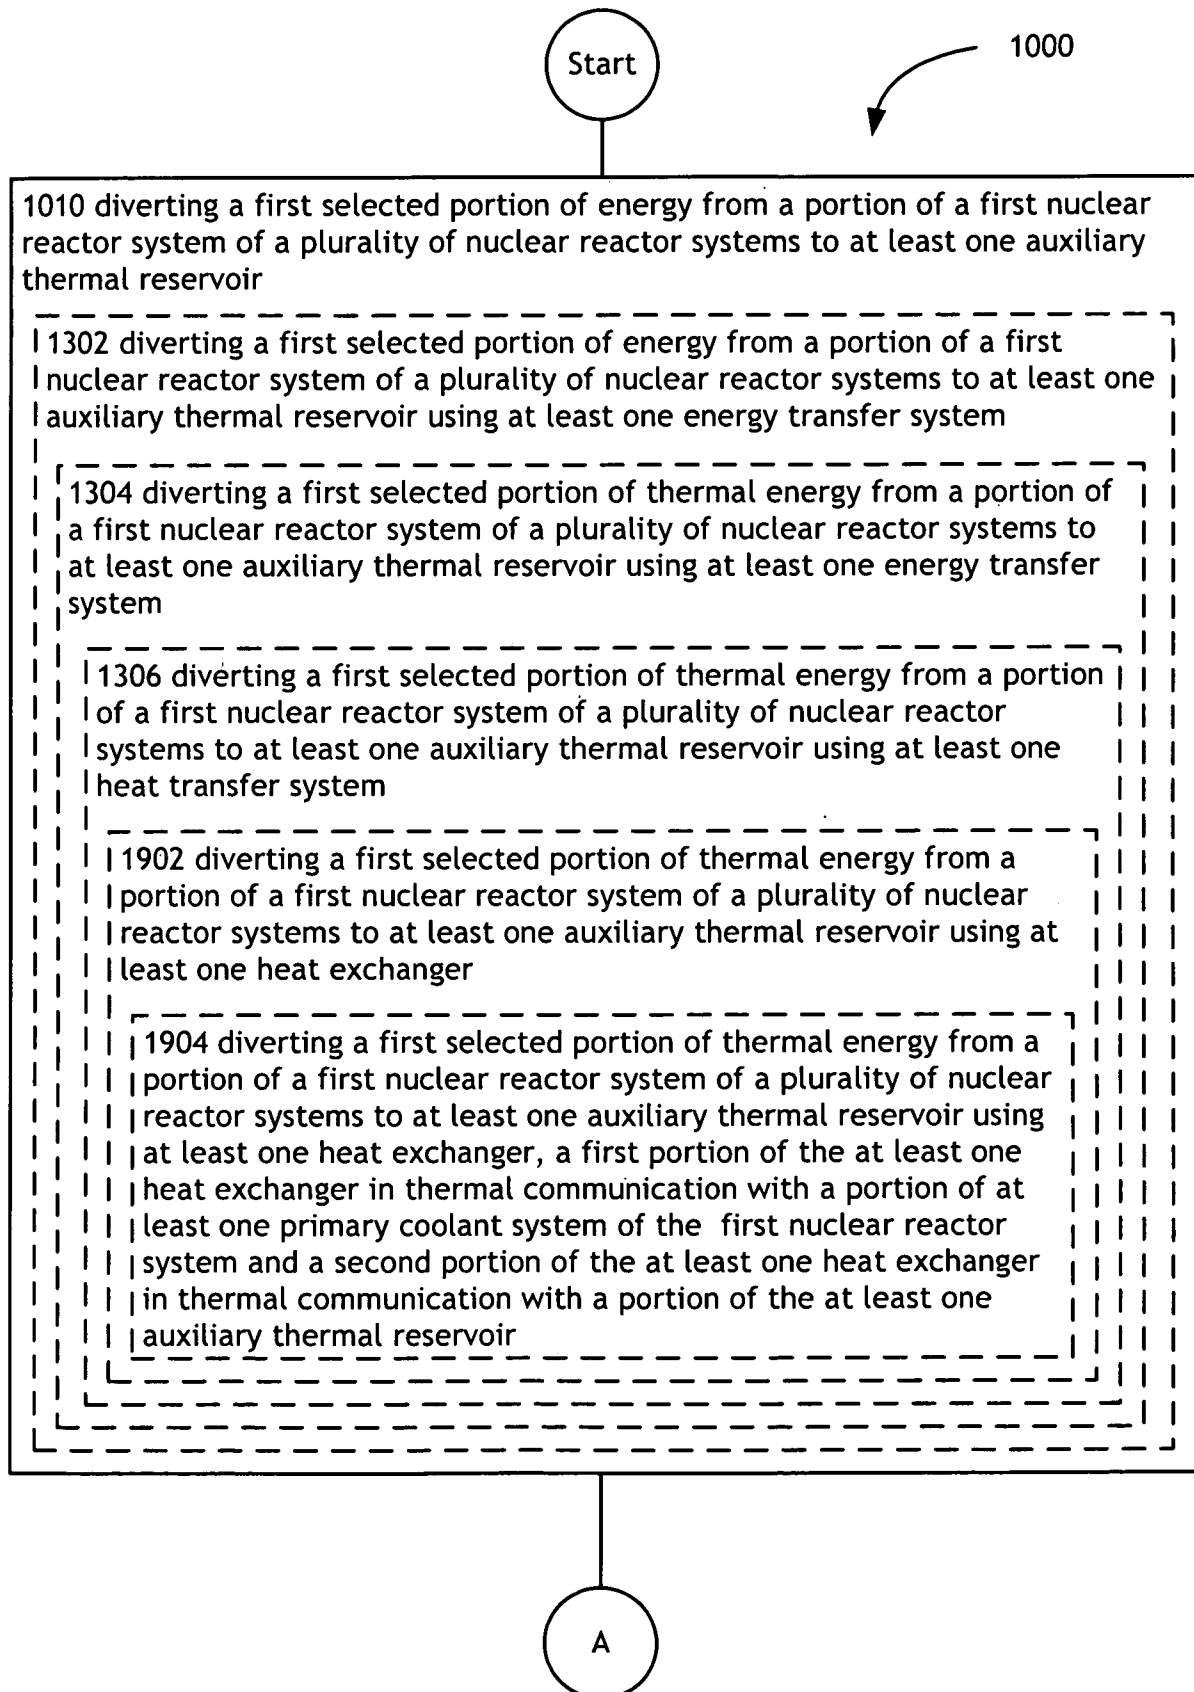 Start
1000
1010 diverting a first selected portion of energy from a portion of a first nuclear
reactor system of a plurality of nuclear reactor systems to at least one auxiliary
thermal reservoir
1302 diverting a first selected portion of energy from a portion of a first
nuclear reactor system of a plurality of nuclear reactor systems to at least one
auxiliary thermal reservoir using at least one energy transfer system
1304 diverting a first selected portion of thermal energy from a portion of
a first nuclear reactor system of a plurality of nuclear reactor systems to
at least one auxiliary thermal reservoir using at least one energy transfer
system
1306 diverting a first selected portion of thermal energy from a portion
of a first nuclear reactor system of a plurality of nuclear reactor
systems to at least one auxiliary thermal reservoir using at least one
heat transfer system
1902 diverting a first selected portion of thermal energy from a
portion of a first nuclear reactor system of a plurality of nuclear
reactor systems to at least one auxiliary thermal reservoir using at
least one heat exchanger
1904 diverting a first selected portion of thermal energy from a
portion of a first nuclear reactor system of a plurality of nuclear
reactor systems to at least one auxiliary thermal reservoir using
at least one heat exchanger, a first portion of the at least one
heat exchanger in thermal communication with a portion of at
least one primary coolant system of the first nuclear reactor
system and a second portion of the at least one heat exchanger
in thermal communication with a portion of the at least one
auxiliary thermal reservoir
A